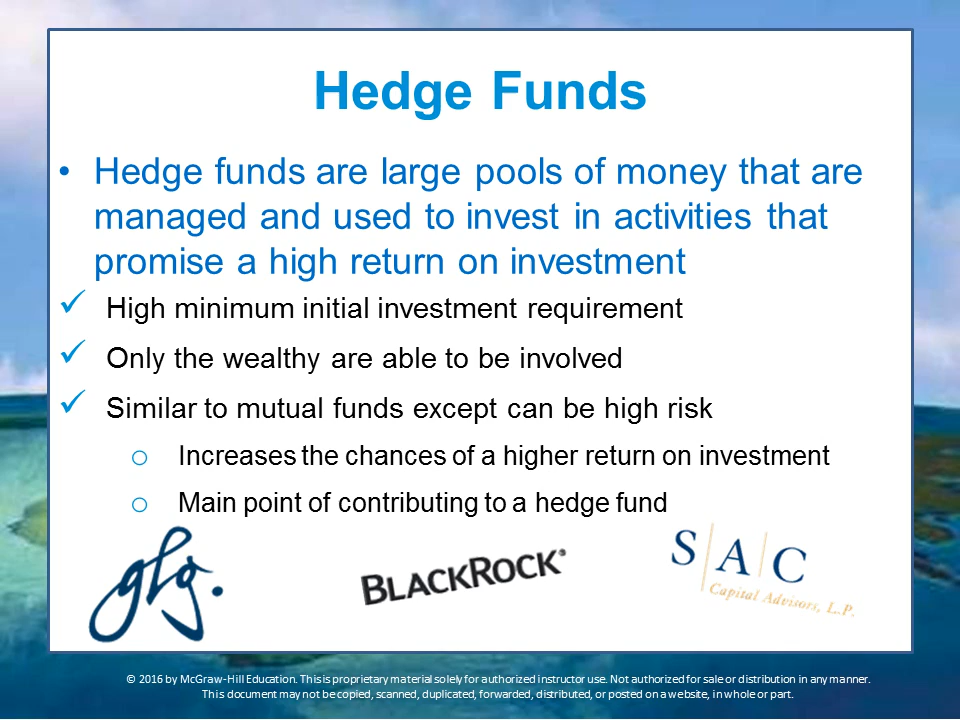 Hedge Funds
• Hedge funds are large pools of money that are
managed and used to invest in activities that
promise a high return on investment
✓ High minimum initial investment requirement
✓ Only the wealthy are able to be involved
✓ Similar to mutual funds except can be high risk
o Increases the chances of a higher return on investment
o Main point of contributing to a hedge fund
glg.
BLACKROCK®
S|A|C
Capital Advisors, L.P.
© 2016 by McGraw-Hill Education. This is proprietary material solely for authorized instructor use. Not authorized for sale or distribution in any manner.
This document may not be copied, scanned, duplicated, forwarded, distributed, or posted on a website, in whole or part.